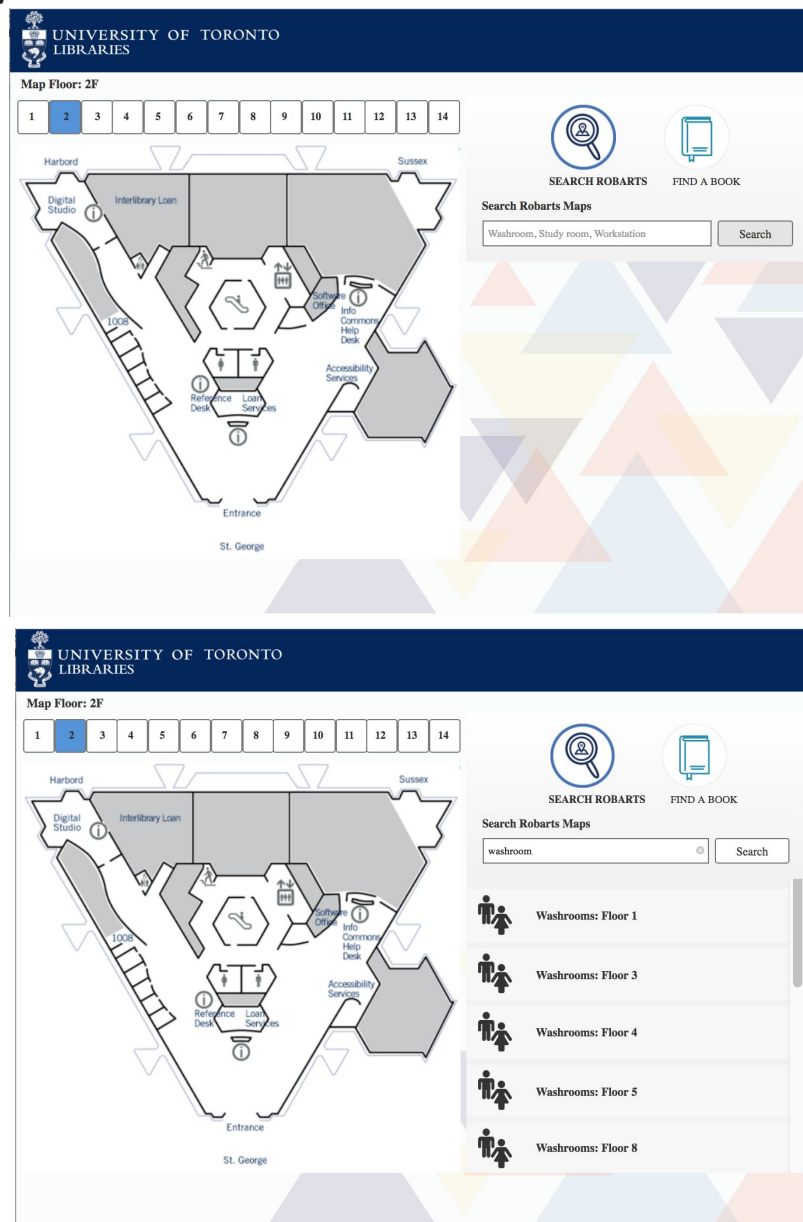 UNIVERSITY OF TORONTO
LIBRARIES
Map Floor: 2F
1 2 3 4 5 6 7 8 9 10 11 12 13 14
Harbord
Sussex
Digital
Studio
Interlibrary Loan
Software
Office
Info
Commons
Help
Desk
1008
Accessibility
Services
Reference
Desk
Loan
Services
Entrance
St. George
SEARCH ROBARTS
FIND A BOOK
Search Robarts Maps
Washroom, Study room, Workstation
Search
UNIVERSITY OF TORONTO
LIBRARIES
Map Floor: 2F
1 2 3 4 5 6 7 8 9 10 11 12 13 14
Harbord
Sussex
Digital
Studio
Interlibrary Loan
Software
Office
Info
Commons
Help
Desk
1008
Accessibility
Services
Reference
Desk
Loan
Services
Entrance
St. George
SEARCH ROBARTS
FIND A BOOK
Search Robarts Maps
washroom
Search
Washrooms: Floor 1
Washrooms: Floor 3
Washrooms: Floor 4
Washrooms: Floor 5
Washrooms: Floor 8